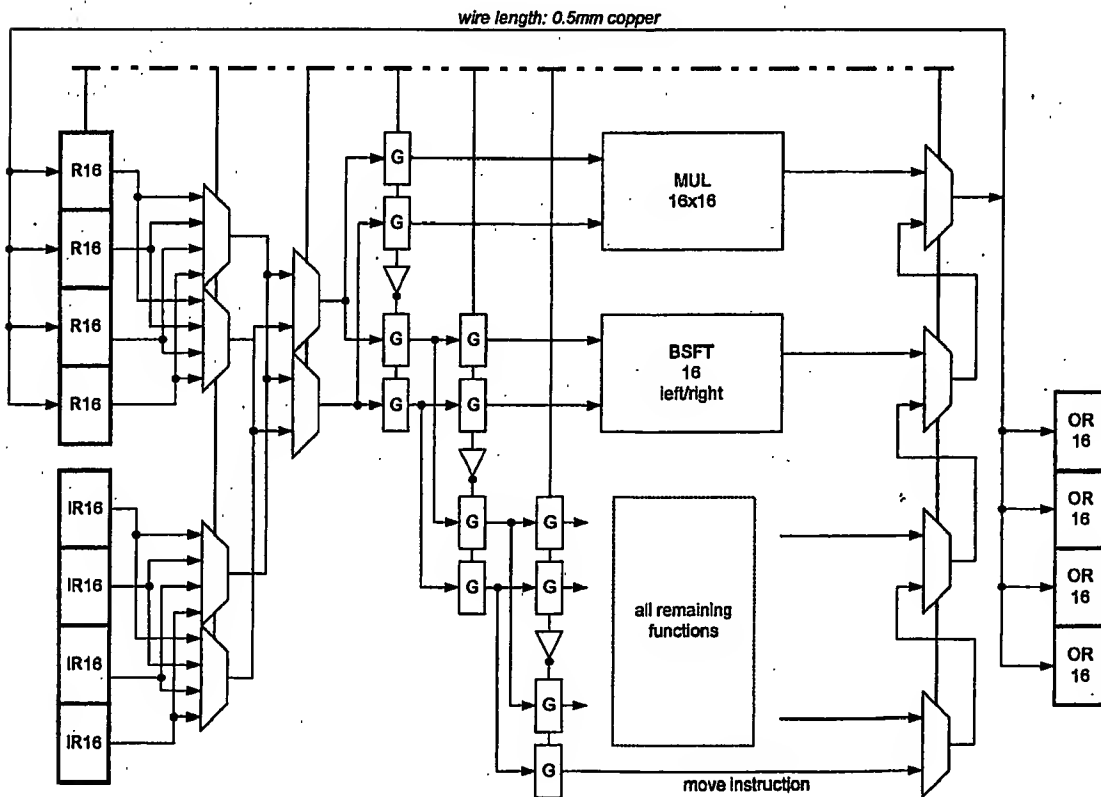 wire length: 0.5mm copper
R16
R16
R16
R16
IR16
IR16
IR16
IR16
G
G
G
G
G
G
G
G
G
G
G
G
MUL
16x16
BSFT
16
left/right
all remaining
functions
move instruction
OR
16
OR
16
OR
16
OR
16